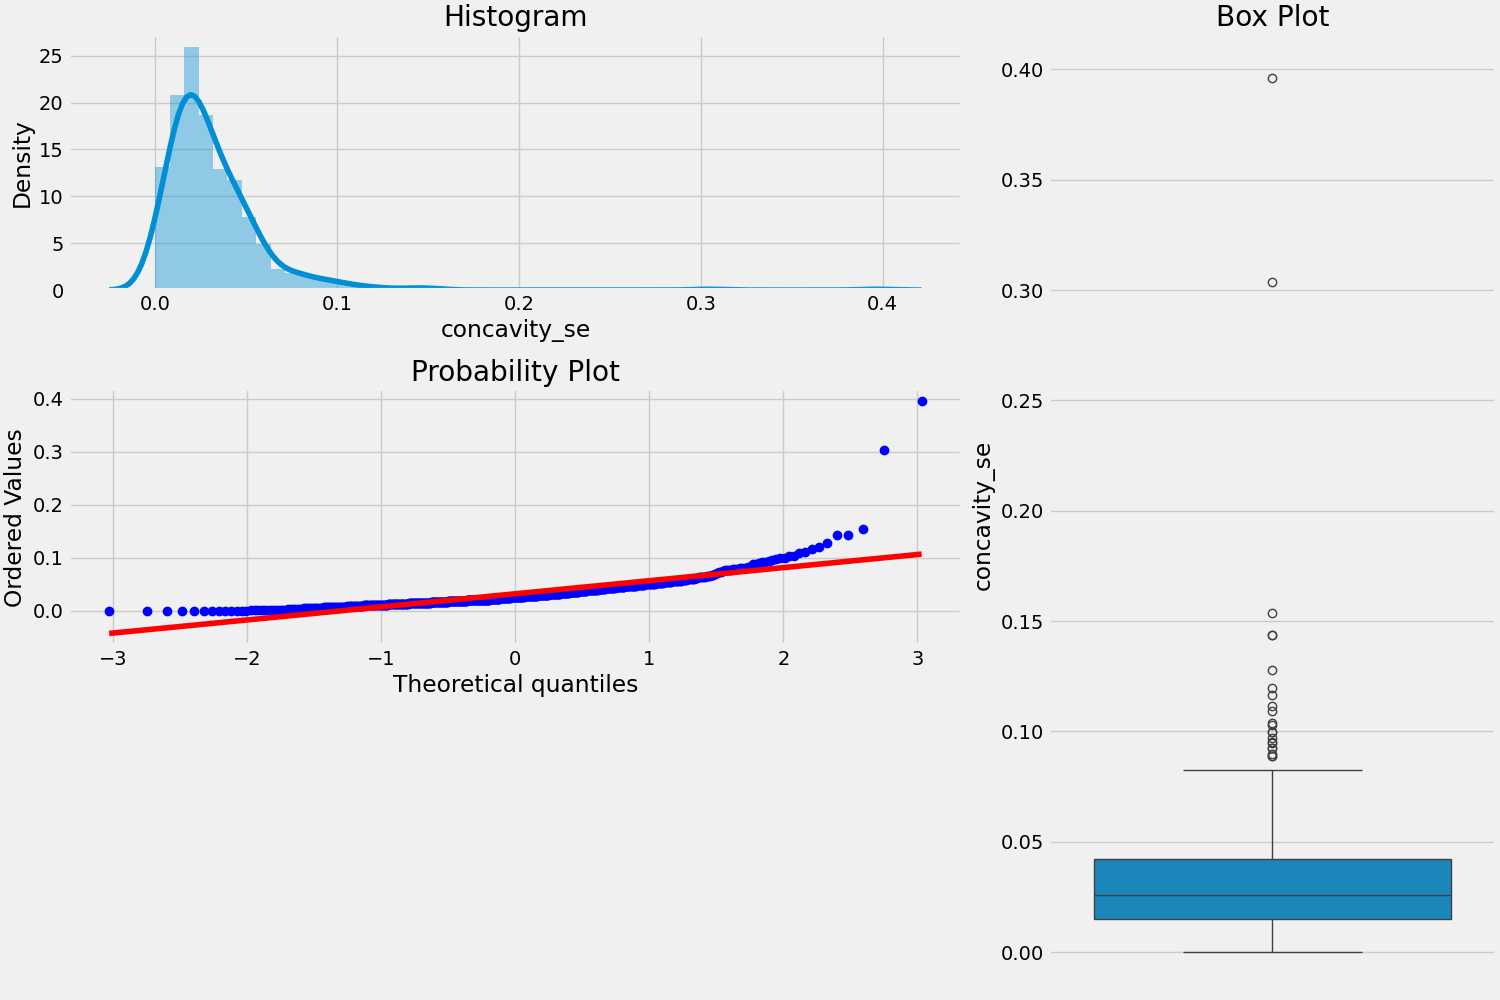 Histogram
Density
25
20
15
10
5
0
0.0 0.1 0.2 0.3 0.4
concavity_se
Probability Plot
Ordered Values
0.4
0.3
0.2
0.1
0.0
−3 −2 −1 0 1 2 3
Theoretical quantiles
Box Plot
concavity_se
0.40
0.35
0.30
0.25
0.20
0.15
0.10
0.05
0.00